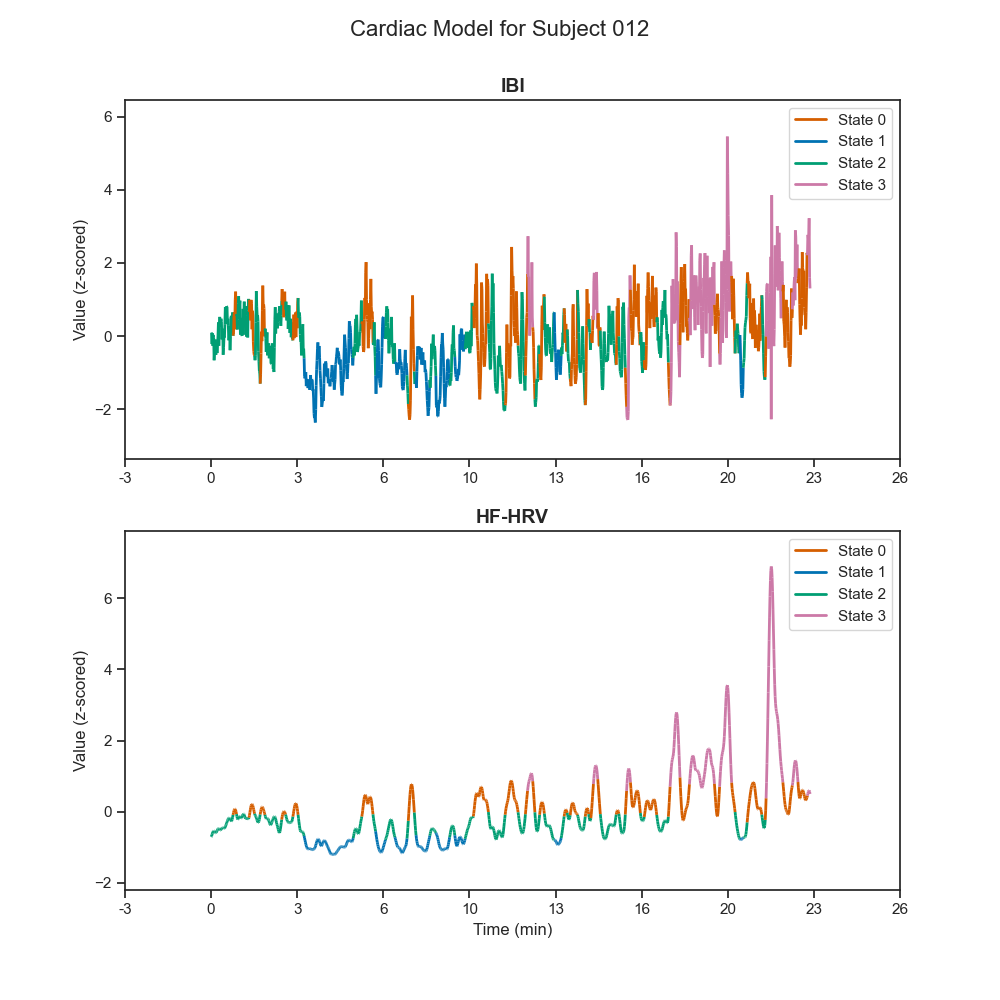 Cardiac Model for Subject 012
IBI
Value (z-scored)
6
4
2
0
−2
-3 0 3 6 10 13 16 20 23 26
State 0
State 1
State 2
State 3
HF-HRV
Value (z-scored)
6
4
2
0
−2
-3 0 3 6 10 13 16 20 23 26
State 0
State 1
State 2
State 3
Time (min)